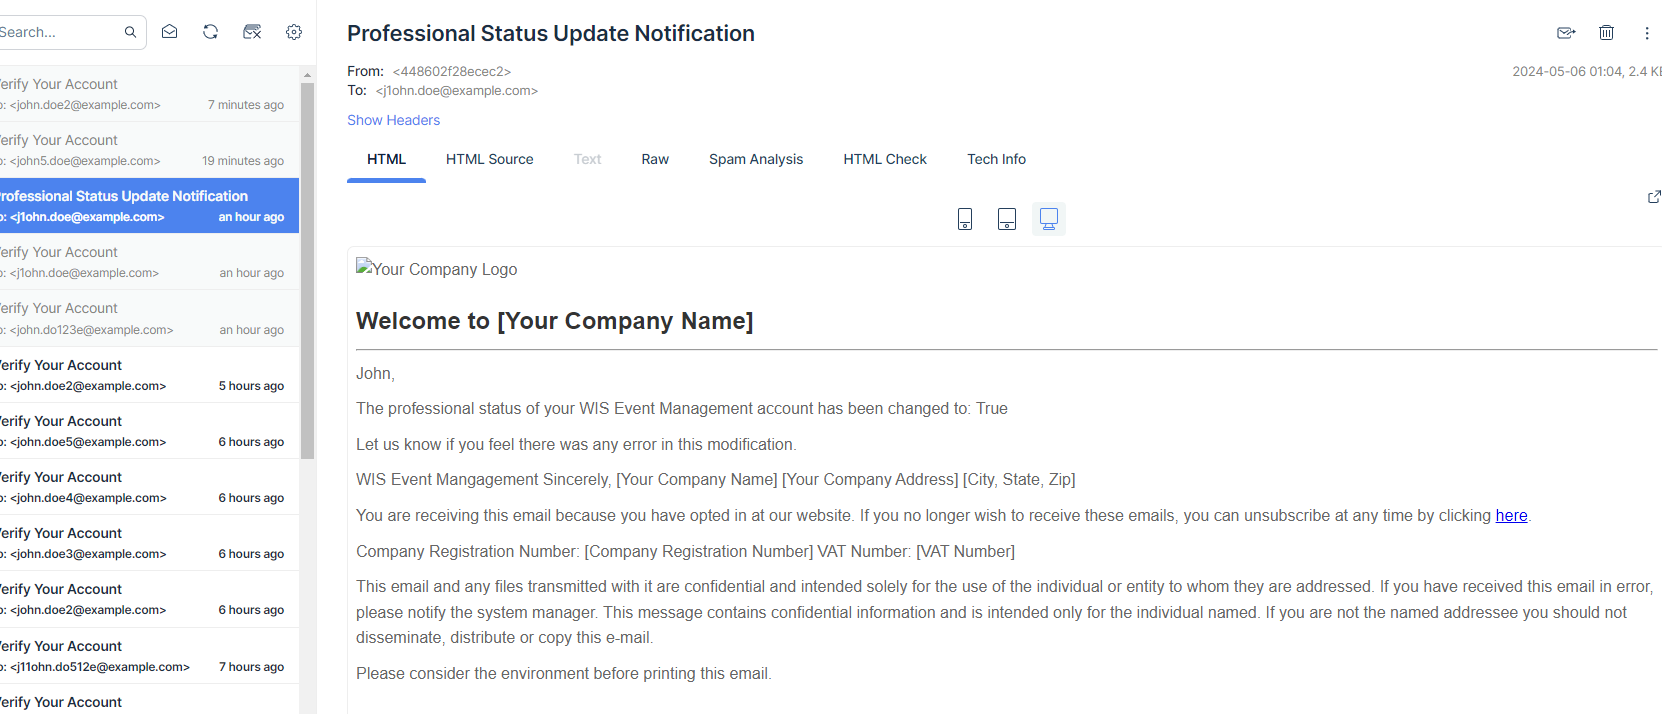 Search...
erify Your Account
o: <john.doe2@example.com> 7 minutes ago
erify Your Account
o: <john5.doe@example.com> 19 minutes ago
rofessional Status Update Notification
o: <j1ohn.doe@example.com> an hour ago
erify Your Account
o: <j1ohn.doe@example.com> an hour ago
erify Your Account
o: <john.do123e@example.com> an hour ago
erify Your Account
o: <john.doe2@example.com> 5 hours ago
erify Your Account
o: <john.doe5@example.com> 6 hours ago
erify Your Account
o: <john.doe4@example.com> 6 hours ago
erify Your Account
o: <john.doe3@example.com> 6 hours ago
erify Your Account
o: <john.doe2@example.com> 6 hours ago
erify Your Account
o: <j11ohn.do512e@example.com> 7 hours ago
erify Your Account
Professional Status Update Notification
From: <448602f28ecec2> 2024-05-06 01:04, 2.4 K
To: <j1ohn.doe@example.com>
Show Headers
HTML HTML Source Text Raw Spam Analysis HTML Check Tech Info
Your Company Logo
Welcome to [Your Company Name]
John,
The professional status of your WIS Event Management account has been changed to: True
Let us know if you feel there was any error in this modification.
WIS Event Mangagement Sincerely, [Your Company Name] [Your Company Address] [City, State, Zip]
You are receiving this email because you have opted in at our website. If you no longer wish to receive these emails, you can unsubscribe at any time by clicking here.
Company Registration Number: [Company Registration Number] VAT Number: [VAT Number]
This email and any files transmitted with it are confidential and intended solely for the use of the individual or entity to whom they are addressed. If you have received this email in error,
please notify the system manager. This message contains confidential information and is intended only for the individual named. If you are not the named addressee you should not
disseminate, distribute or copy this e-mail.
Please consider the environment before printing this email.